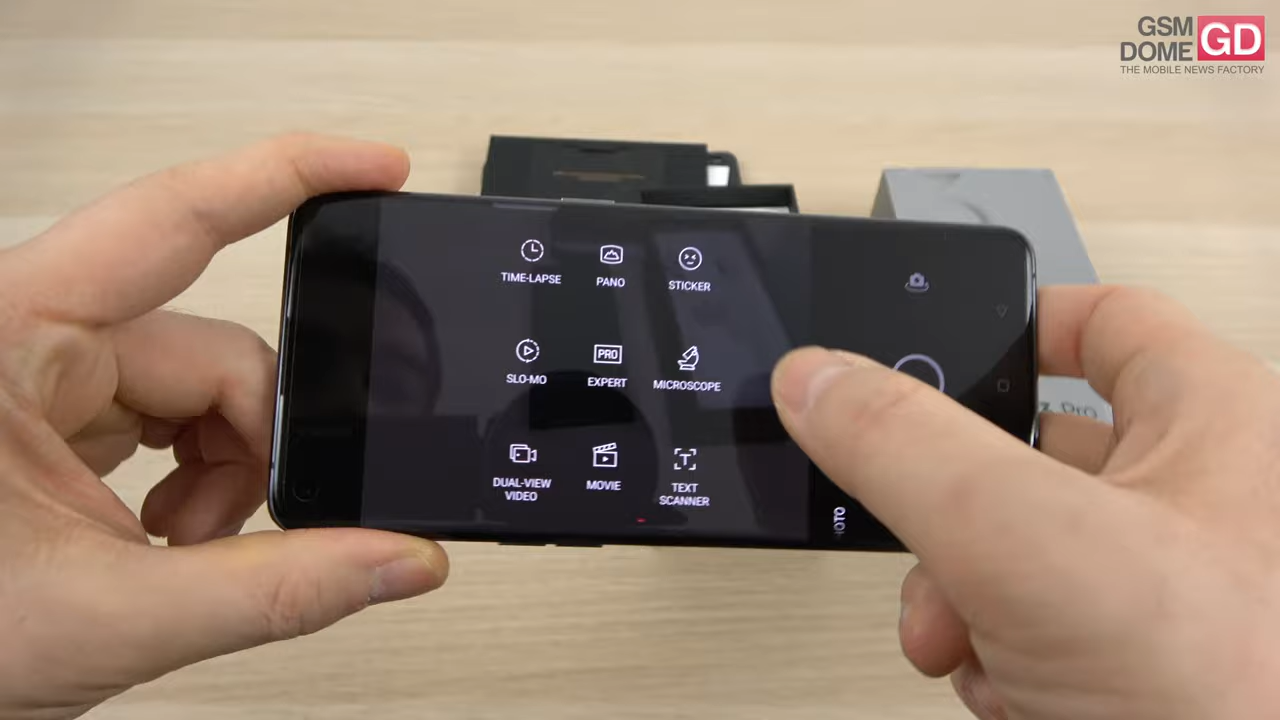 GSM
DOME GD
THE MOBILE NEWS FACTORY
TIME-LAPSE
PANO
STICKER
SLO-MO
PRO
EXPERT
MICROSCOPE
DUAL-VIEW
VIDEO
MOVIE
T
TEXT
SCANNER
Pro